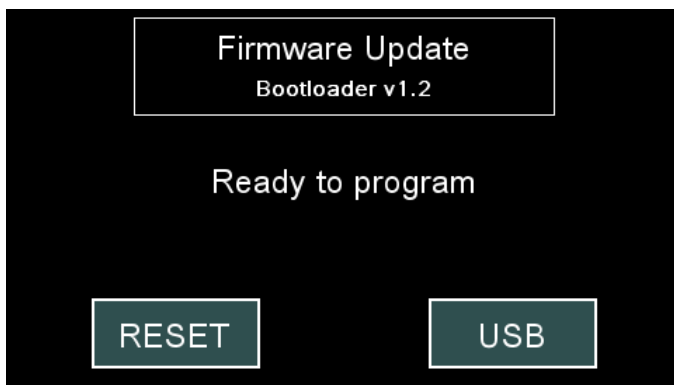 Firmware Update
Bootloader v1.2
Ready to program
RESET
USB